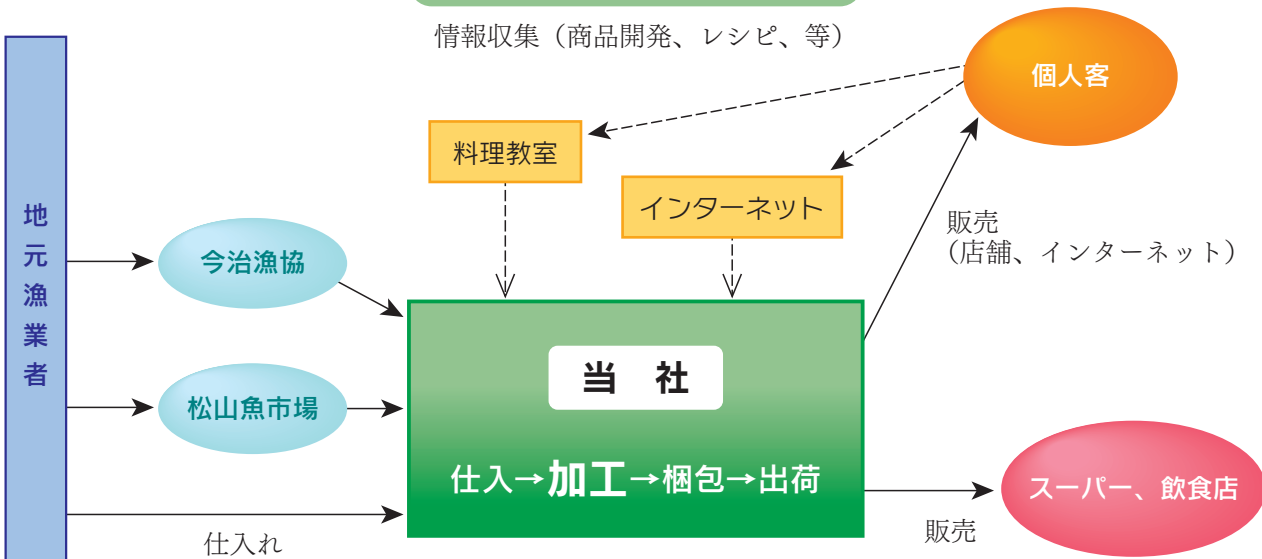 情報収集（商品開発、レシピ、等）
個人客
料理教室
インターネット
地元漁業者
今治漁協
販売
（店舗、インターネット）
当 社
松山魚市場
仕入→加工→梱包→出荷
スーパー、飲食店
仕入れ
販売